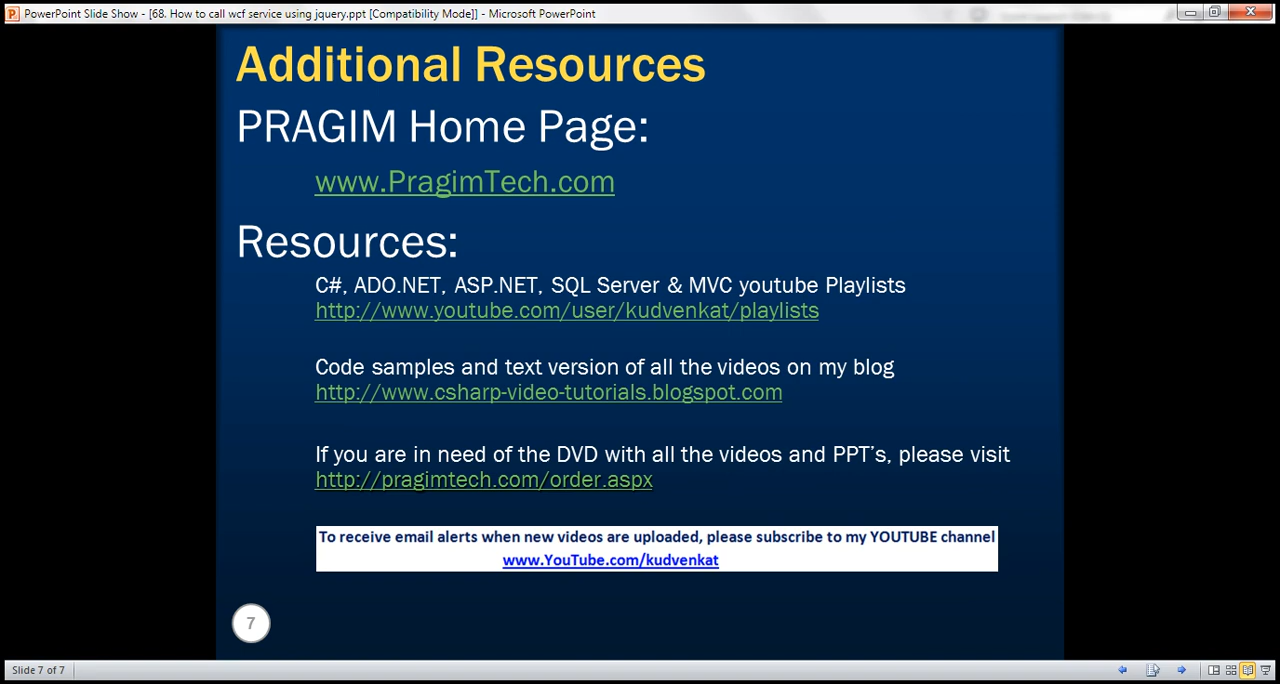 PowerPoint Slide Show - [68. How to call wcf service using jquery.ppt [Compatibility Mode]] - Microsoft PowerPoint
Additional Resources
PRAGIM Home Page:
www.PragimTech.com
Resources:
C#, ADO.NET, ASP.NET, SQL Server & MVC youtube Playlists
http://www.youtube.com/user/kudvenkat/playlists
Code samples and text version of all the videos on my blog
http://www.csharp-video-tutorials.blogspot.com
If you are in need of the DVD with all the videos and PPT’s, please visit
http://pragimtech.com/order.aspx
To receive email alerts when new videos are uploaded, please subscribe to my YOUTUBE channel
www.YouTube.com/kudvenkat
7
Slide 7 of 7